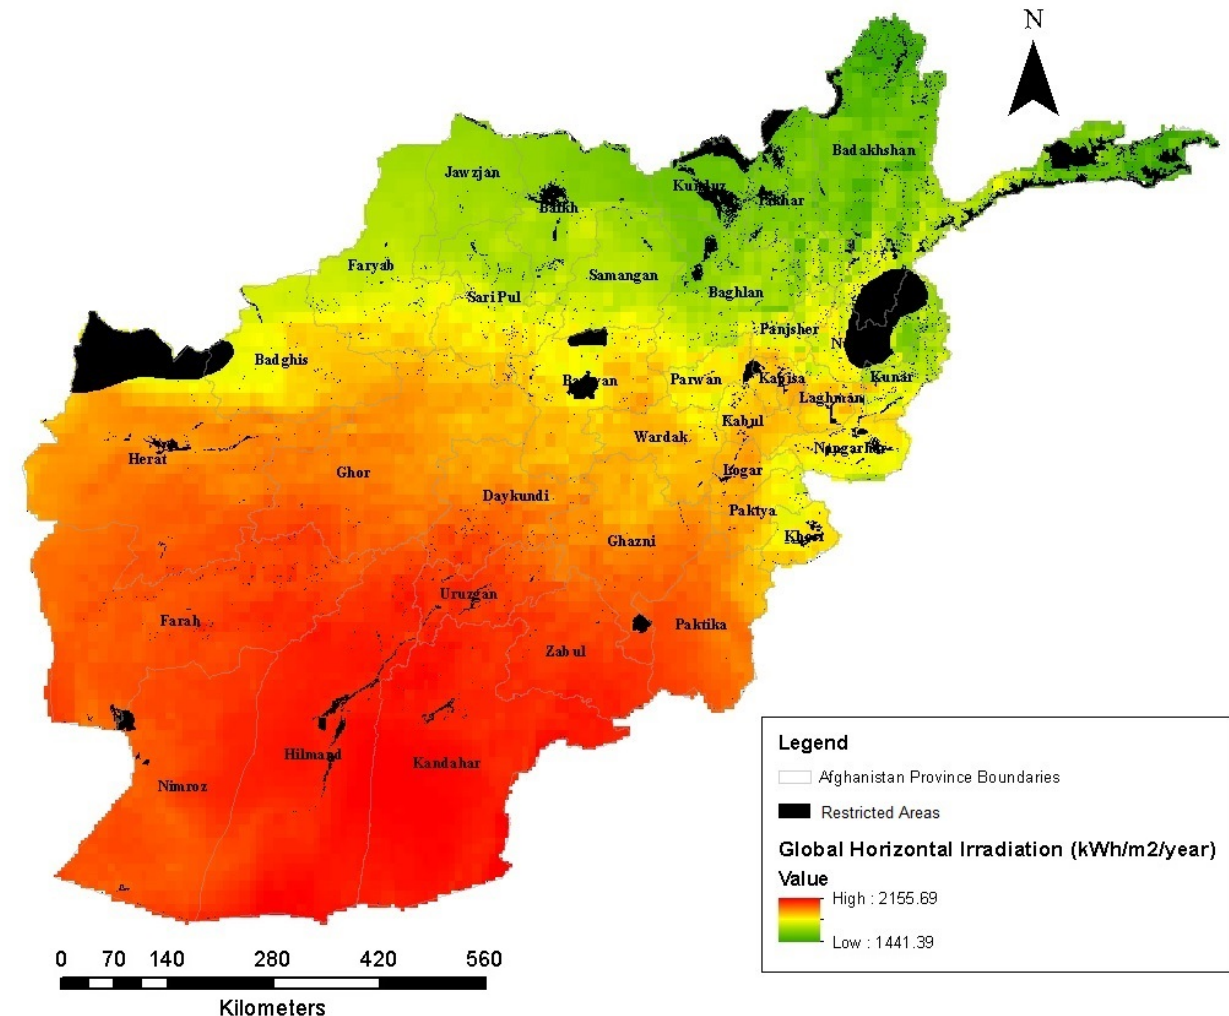 N
Badakhshan
Jawzjan
Kunduz
Takhar
Balkh
Faryab
Samangan
Sari Pul
Baghlan
Panjsher
N
Badghis
Bamyan
Parwan
Kapisa
Kunar
Laghman
Kabul
Wardak
Nangarhar
Herat
Ghor
Logar
Daykundi
Paktya
Khost
Ghazni
Uruzgan
Farah
Paktika
Zabul
Hilmand
Kandahar
Nimroz
Legend
Afghanistan Province Boundaries
Restricted Areas
Global Horizontal Irradiation (kWh/m2/year)
Value
High : 2155.69
Low : 1441.39
0 70 140 280 420 560
Kilometers